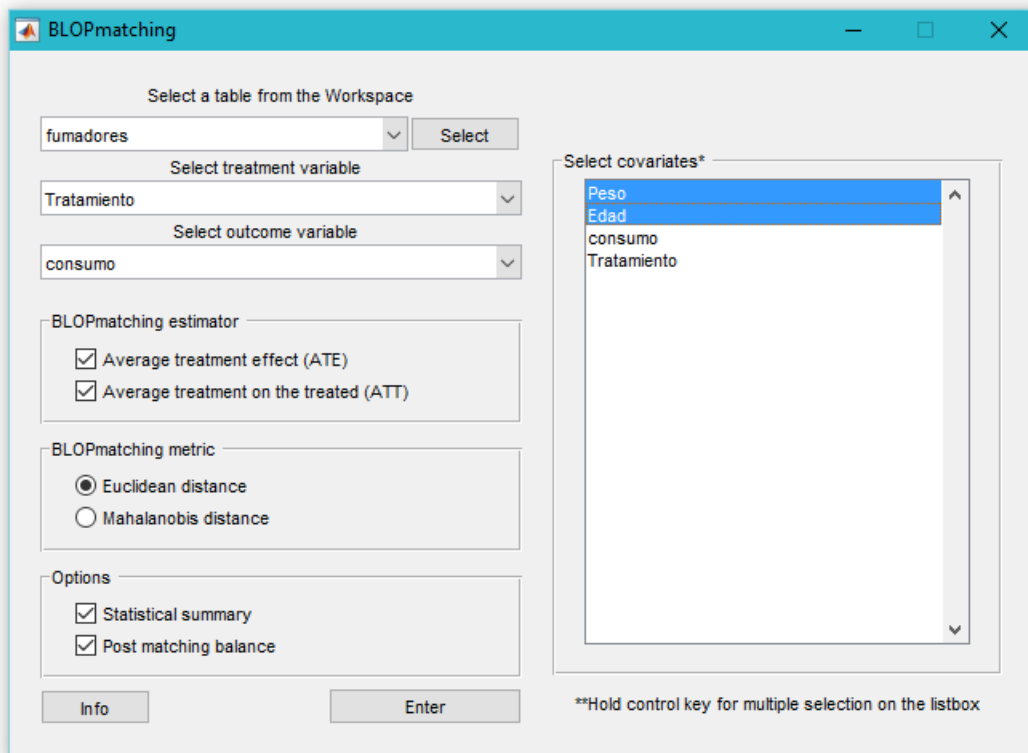 BLOPmatching
Select a table from the Workspace
fumadores
Select
Select treatment variable
Tratamiento
Select outcome variable
consumo
BLOPmatching estimator
Average treatment effect (ATE)
Average treatment on the treated (ATT)
BLOPmatching metric
Euclidean distance
Mahalanobis distance
Options
Statistical summary
Post matching balance
Info
Enter
Select covariates*
Peso
Edad
consumo
Tratamiento
**Hold control key for multiple selection on the listbox